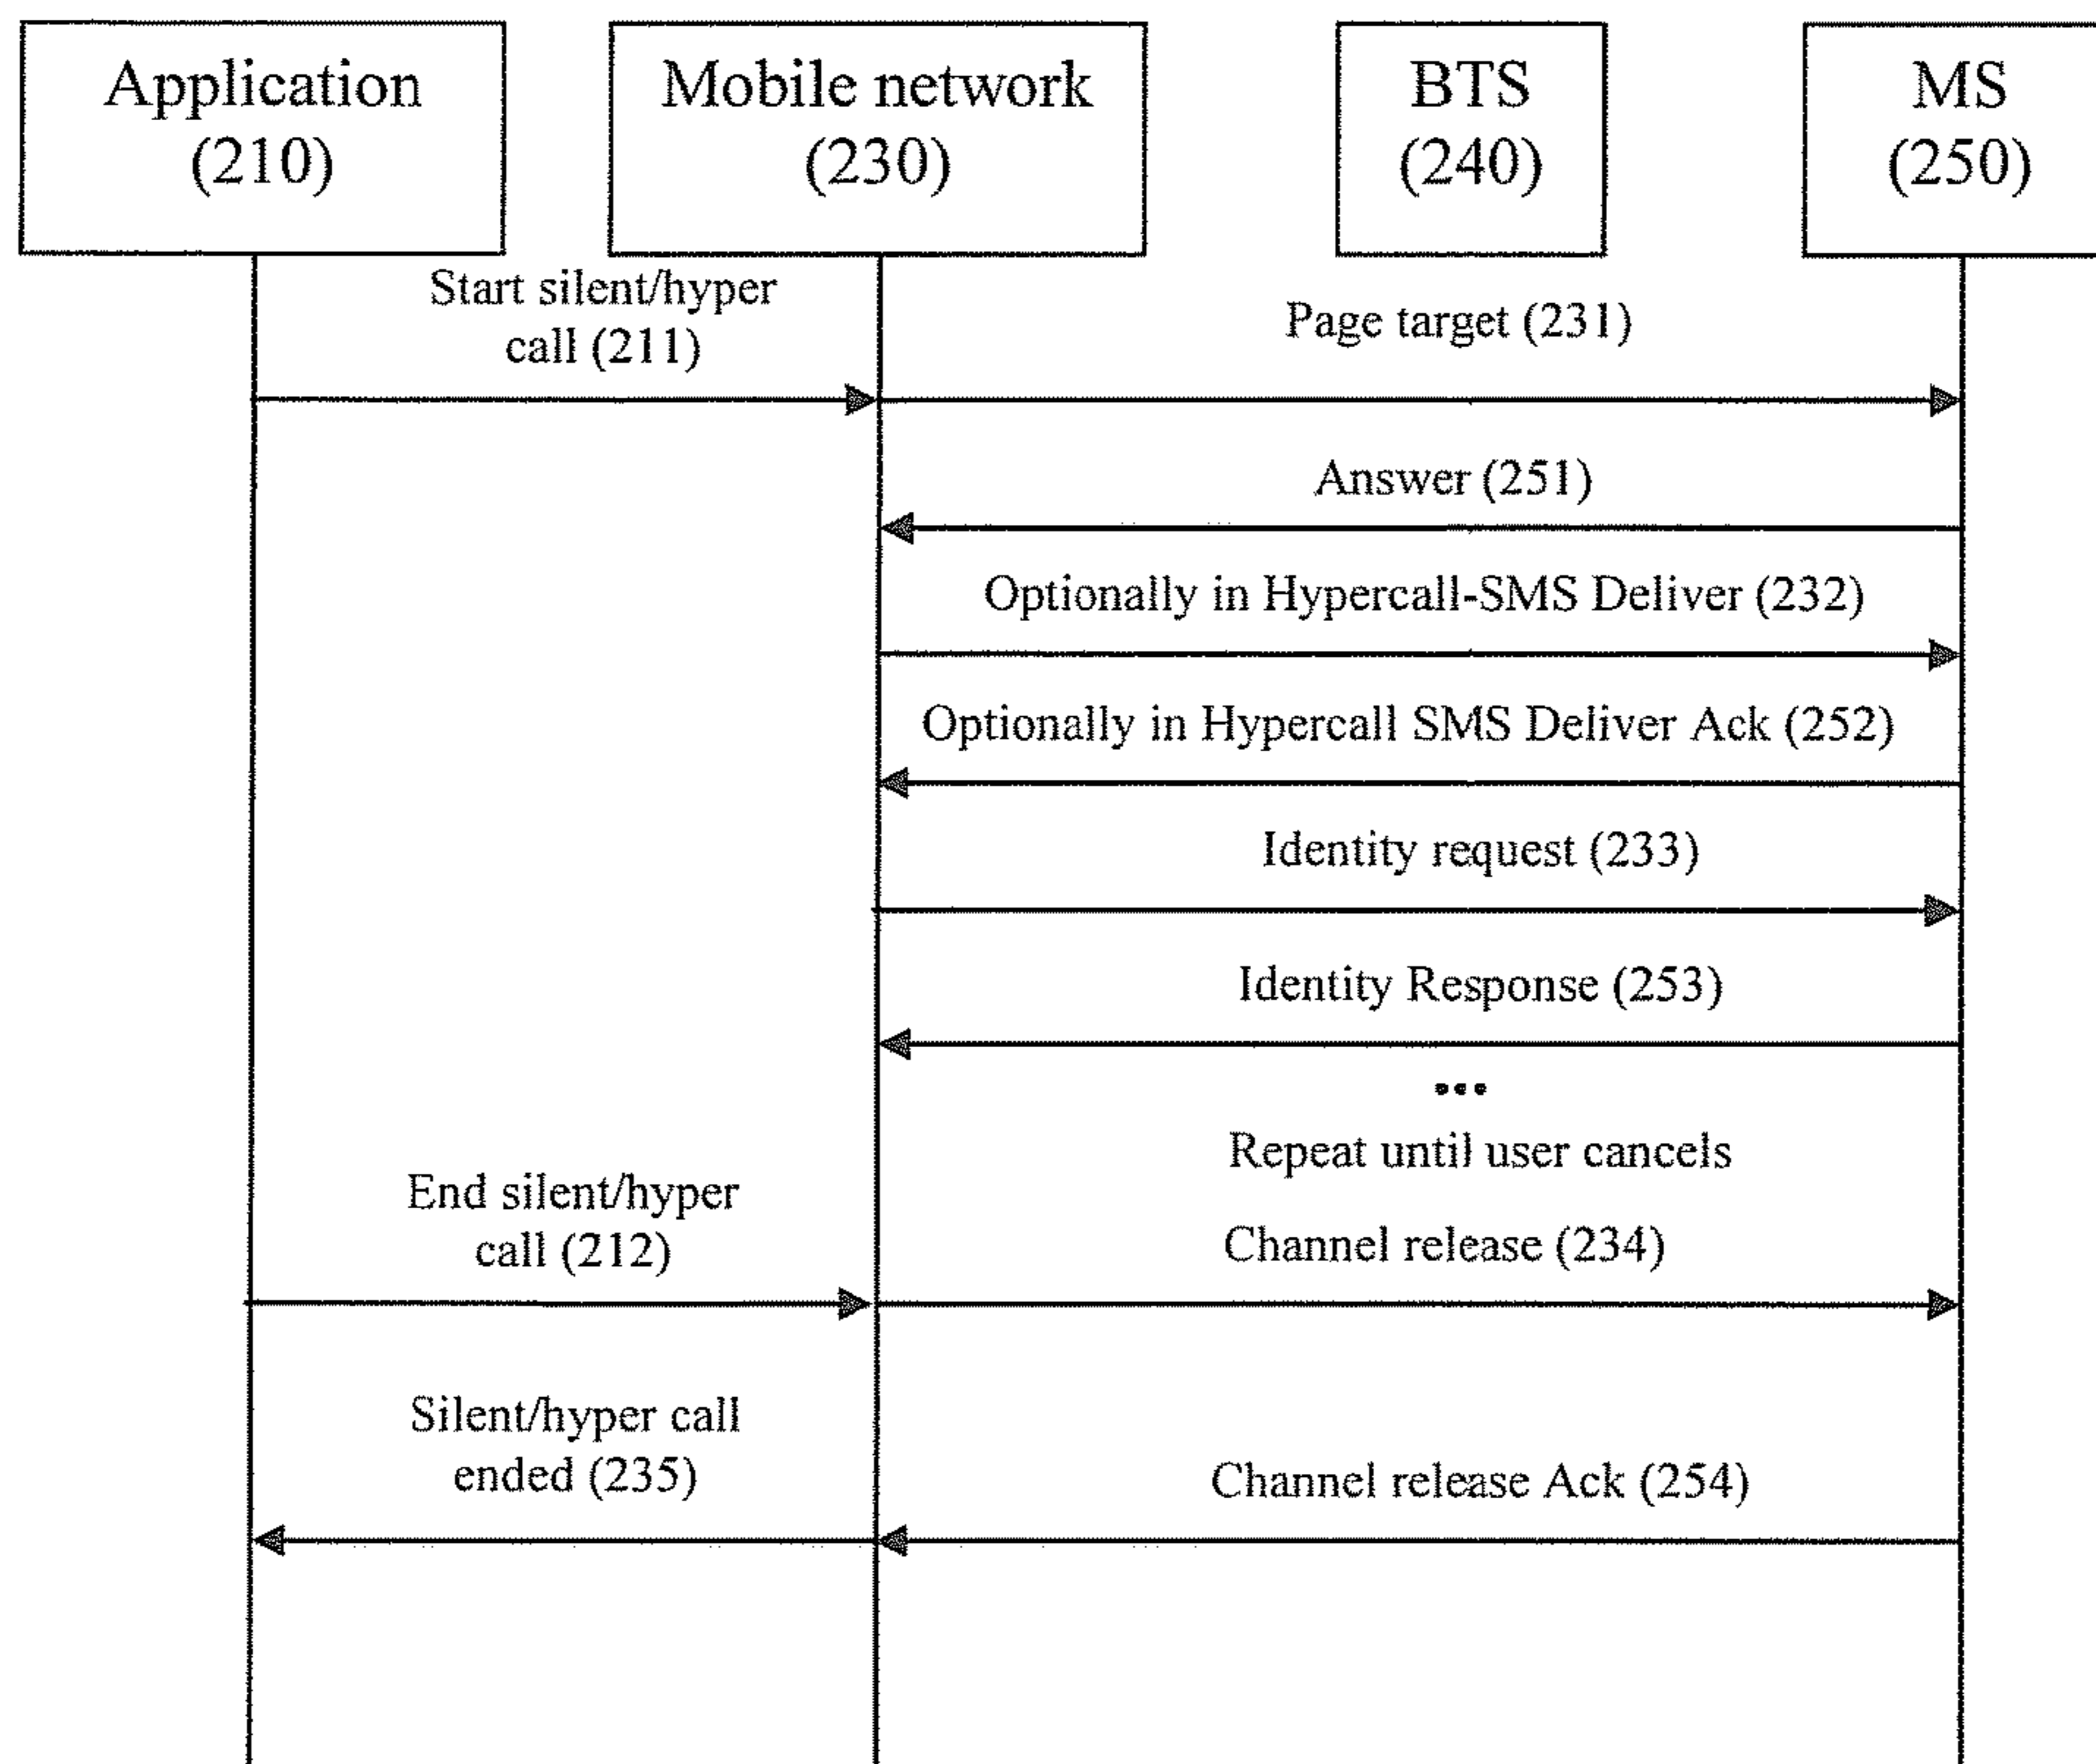 Application
(210)
Mobile network
(230)
BTS
(240)
MS
(250)
Start silent/hyper
call (211)
Page target (231)
Answer (251)
Optionally in Hypercall-SMS Deliver (232)
Optionally in Hypercall SMS Deliver Ack (252)
Identity request (233)
Identity Response (253)
...
Repeat until user cancels
End silent/hyper
call (212)
Channel release (234)
Silent/hyper call
ended (235)
Channel release Ack (254)